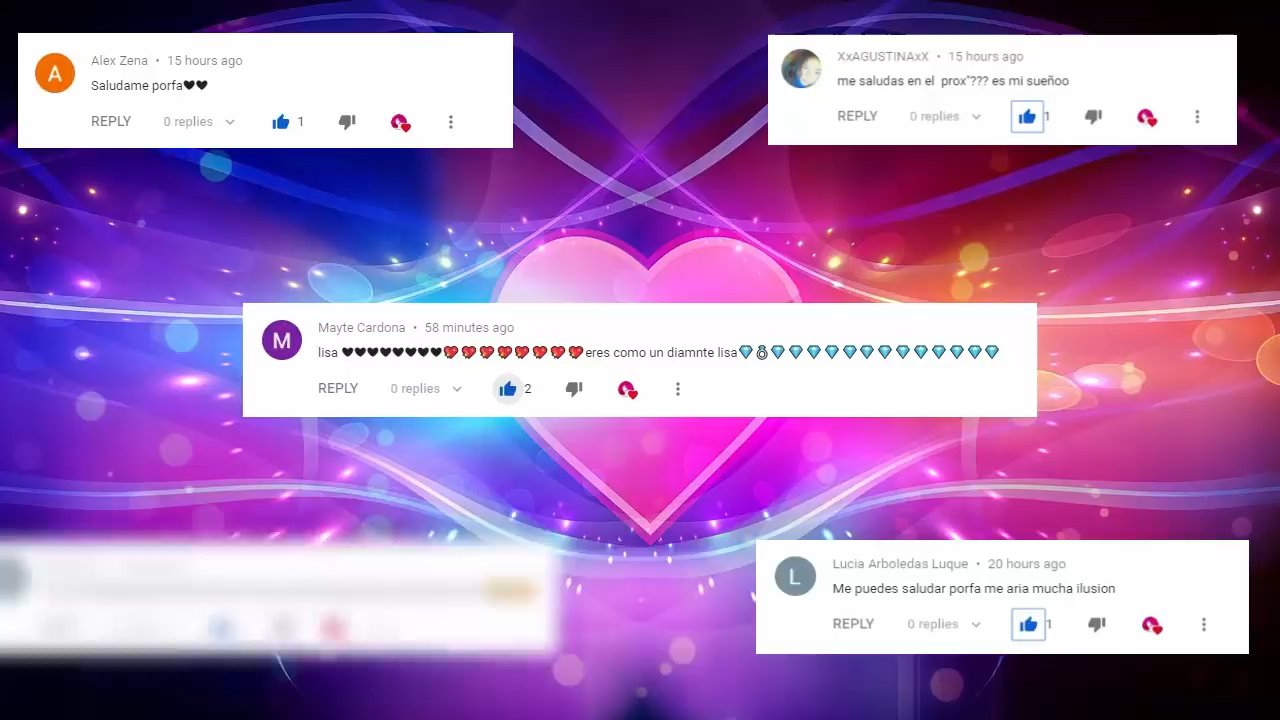 A
Alex Zena • 15 hours ago
Saludame porfa🖤🖤
REPLY 0 replies 1
XxAGUSTINAxX • 15 hours ago
me saludas en el prox"??? es mi sueñoo
REPLY 0 replies 1
M
Mayte Cardona • 58 minutes ago
lisa 🖤🖤🖤🖤🖤🖤🖤🖤💖💖💖💖💖💖💖💖eres como un diamnte lisa💎💍💎💎💎💎💎💎💎💎💎💎💎💎💎
REPLY 0 replies 2
L
Lucia Arboledas Luque • 20 hours ago
Me puedes saludar porfa me aria mucha ilusion
REPLY 0 replies 1